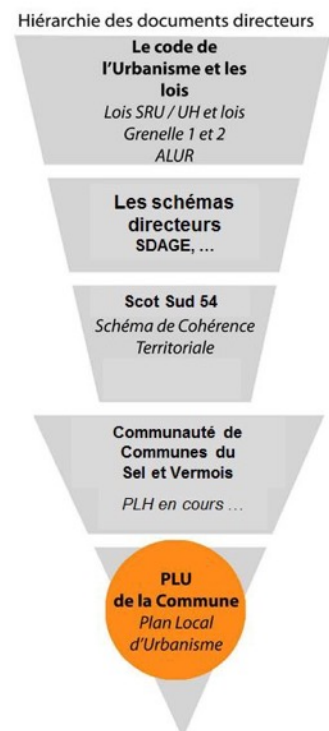 Hiérarchie des documents directeurs
Le code de
l'Urbanisme et les
lois
Lois SRU / UH et lois
Grenelle 1 et 2
ALUR
Les schémas
directeurs
SDAGE, ...
Scot Sud 54
Schéma de Cohérence
Territoriale
Communauté de
Communes du
Sel et Vermois
PLH en cours ...
PLU
de la Commune
Plan Local
d'Urbanisme